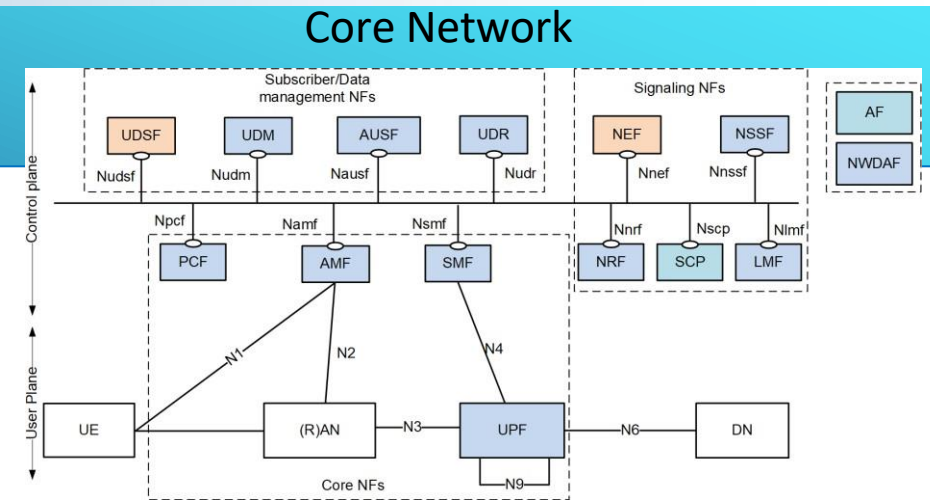 Core Network
Subscriber/Data
management NFs
Signaling NFs
UDSF
UDM
AUSF
UDR
NEF
NSSF
AF
NWDAF
Nudsf
Nudm
Nausf
Nudr
Nnef
Nnssf
Control plane
Npcf
Namf
Nsmf
Nnrf
Nscp
Nlmf
PCF
AMF
SMF
NRF
SCP
LMF
N1
N2
N4
User Plane
UE
(R)AN
N3
UPF
N6
DN
N9
Core NFs